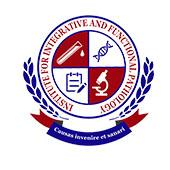 INSTITUTE FOR INTEGRATIVE AND FUNCTIONAL PATHOLOGY
Causas invenire et sanari